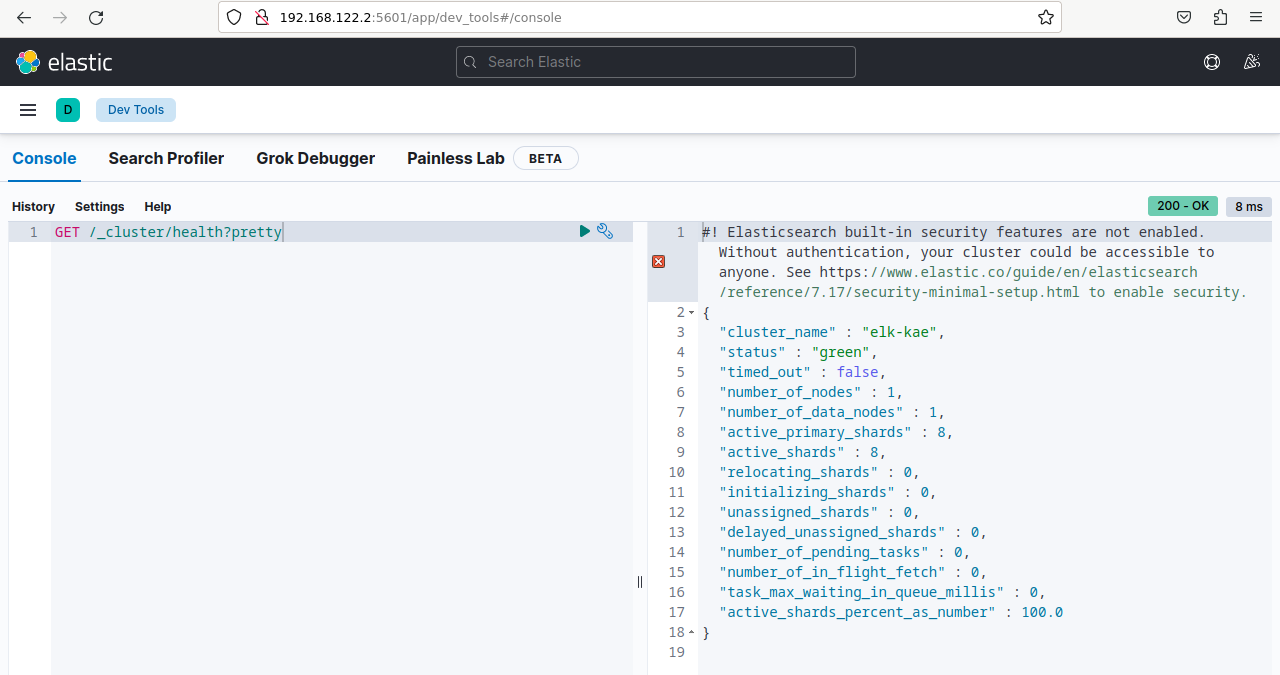 192.168.122.2:5601/app/dev_tools#/console
elastic
Search Elastic
D
Dev Tools
Console Search Profiler Grok Debugger Painless Lab BETA
History Settings Help
200 - OK 8 ms
1 GET /_cluster/health?pretty
1 #! Elasticsearch built-in security features are not enabled.
Without authentication, your cluster could be accessible to
anyone. See https://www.elastic.co/guide/en/elasticsearch
/reference/7.17/security-minimal-setup.html to enable security.
2 {
3 "cluster_name" : "elk-kae",
4 "status" : "green",
5 "timed_out" : false,
6 "number_of_nodes" : 1,
7 "number_of_data_nodes" : 1,
8 "active_primary_shards" : 8,
9 "active_shards" : 8,
10 "relocating_shards" : 0,
11 "initializing_shards" : 0,
12 "unassigned_shards" : 0,
13 "delayed_unassigned_shards" : 0,
14 "number_of_pending_tasks" : 0,
15 "number_of_in_flight_fetch" : 0,
16 "task_max_waiting_in_queue_millis" : 0,
17 "active_shards_percent_as_number" : 100.0
18 }
19